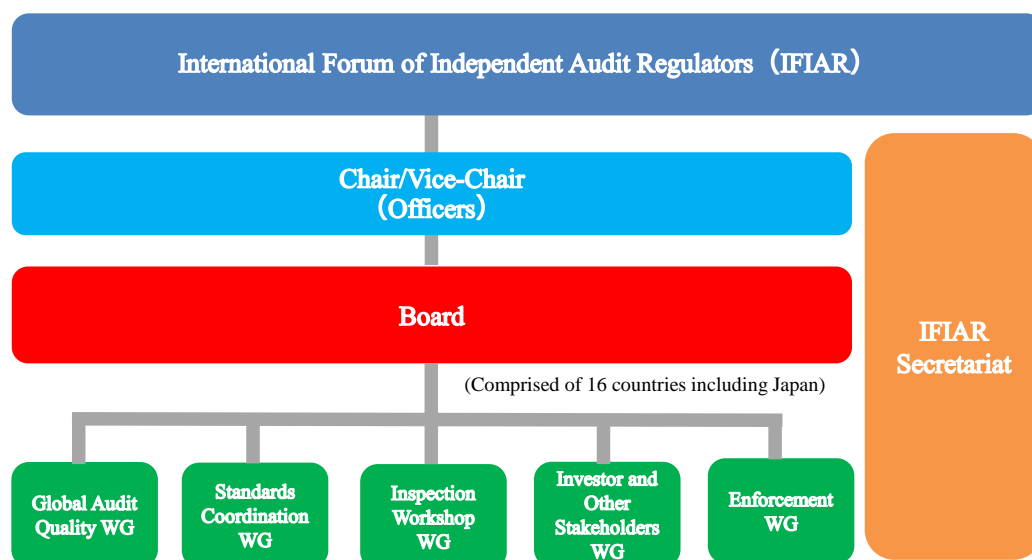 International Forum of Independent Audit Regulators（IFIAR）
Chair/Vice-Chair
（Officers）
Board
IFIAR
Secretariat
(Comprised of 16 countries including Japan)
Global Audit
Quality WG
Standards
Coordination
WG
Inspection
Workshop
WG
Investor and
Other
Stakeholders
WG
Enforcement
WG